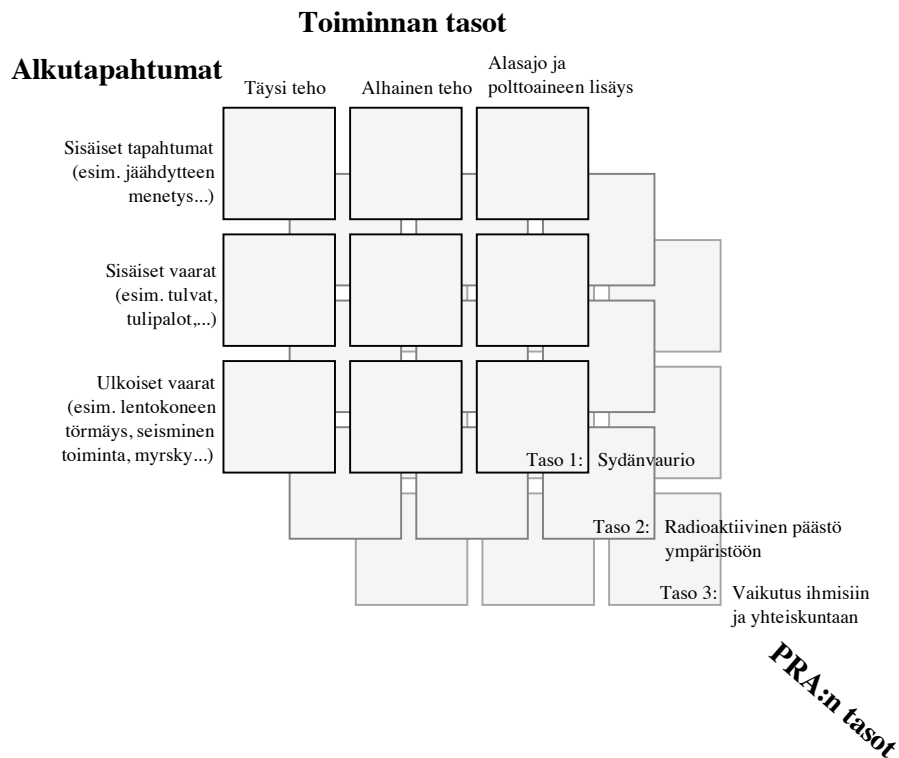 Toiminnan tasot
Alkutapahtumat
Täysi teho
Alhainen teho
Alasajo ja
polttoaineen lisäys
Sisäiset tapahtumat
(esim. jäähdytteen
menetys...)
Sisäiset vaarat
(esim. tulvat,
tulipalot,...)
Ulkoiset vaarat
(esim. lentokoneen
törmäys, seisminen
toiminta, myrsky...)
Taso 1: Sydänvaurio
Taso 2: Radioaktiivinen päästö
ympäristöön
Taso 3: Vaikutus ihmisiin
ja yhteiskuntaan
PRA:n tasot